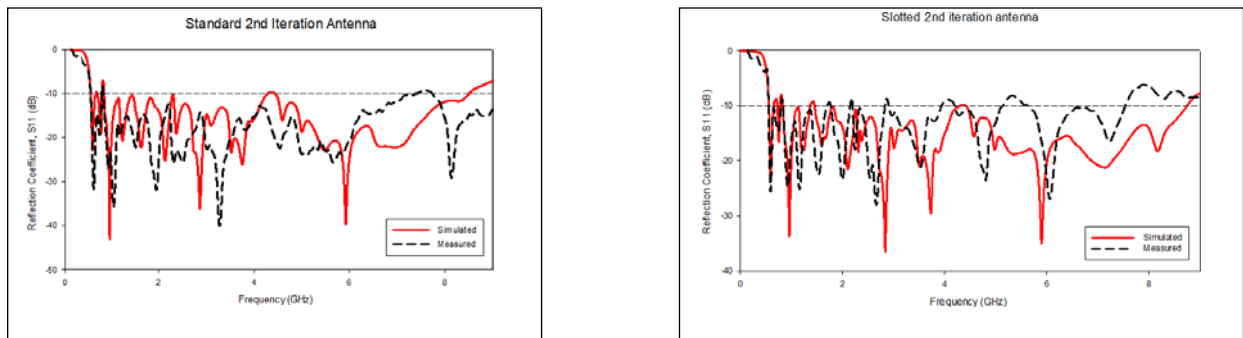 Standard 2nd Iteration Antenna
0
-10
-20
-30
-40
-50
Reflection Coefficient, S11 (dB)
Simulated
Measured
0 2 4 6 8
Frequency (GHz)
Slotted 2nd iteration antenna
0
-10
-20
-30
-40
Reflection Coefficient, S11 (dB)
Simulated
Measured
0 2 4 6 8
Frequency (GHz)